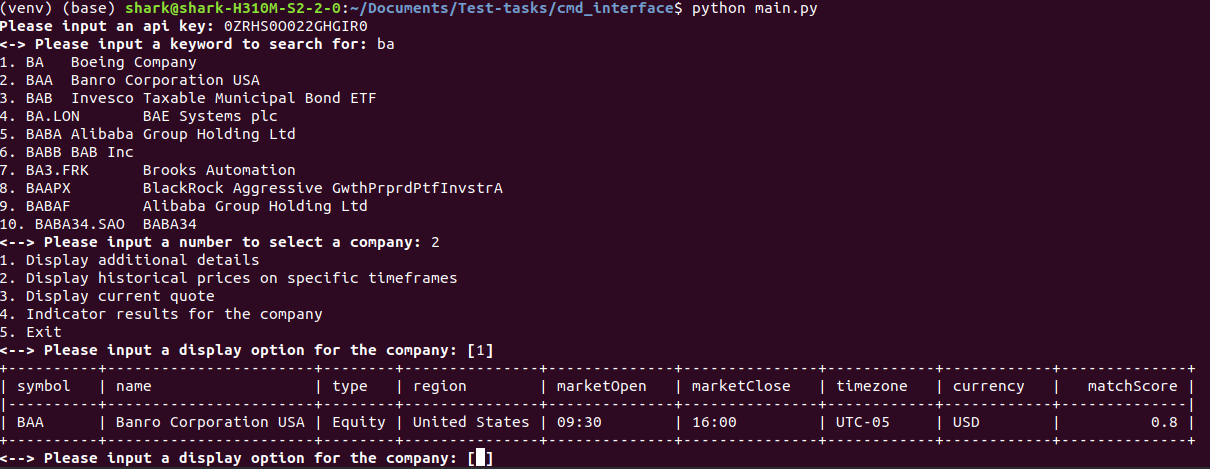 (venv) (base) shark@shark-H310M-S2-2-0:~/Documents/Test-tasks/cmd_interface$ python main.py
Please input an api key: 0ZRHS0O022GHGIR0
<-> Please input a keyword to search for: ba
1. BA   Boeing Company
2. BAA  Banro Corporation USA
3. BAB  Invesco Taxable Municipal Bond ETF
4. BA.LON       BAE Systems plc
5. BABA Alibaba Group Holding Ltd
6. BABB BAB Inc
7. BA3.FRK      Brooks Automation
8. BAAPX        BlackRock Aggressive GwthPrprdPtfInvstrA
9. BABAF        Alibaba Group Holding Ltd
10. BABA34.SAO  BABA34
<--> Please input a number to select a company: 2
1. Display additional details
2. Display historical prices on specific timeframes
3. Display current quote
4. Indicator results for the company
5. Exit
<--> Please input a display option for the company: [1]
+----------+-----------------------+--------+---------------+--------------+---------------+------------+------------+--------------+
| symbol   | name                  | type   | region        | marketOpen   | marketClose   | timezone   | currency   |   matchScore |
|----------+-----------------------+--------+---------------+--------------+---------------+------------+------------+--------------|
| BAA      | Banro Corporation USA | Equity | United States | 09:30        | 16:00         | UTC-05     | USD        |          0.8 |
+----------+-----------------------+--------+---------------+--------------+---------------+------------+------------+--------------+
<--> Please input a display option for the company: [ ]